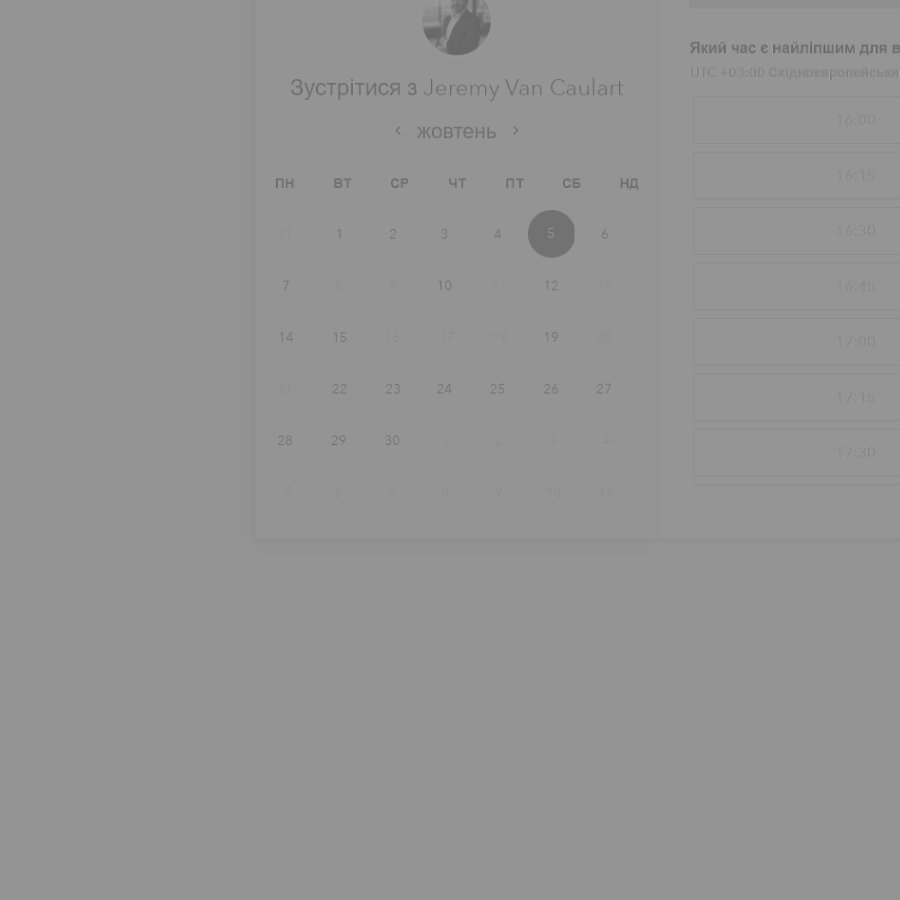 Зустрітися з Jeremy Van Caulart
жовтень
ПН ВТ СР ЧТ ПТ СБ НД
31 1 2 3 4 5 6
7 8 9 10 11 12 13
14 15 16 17 18 19 20
21 22 23 24 25 26 27
28 29 30 1 2 3 4
5 6 7 8 9 10 11
Який час є найліпшим для
UTC +03:00 Східноєвропейськ
16:00
16:15
16:30
16:45
17:00
17:15
17:30